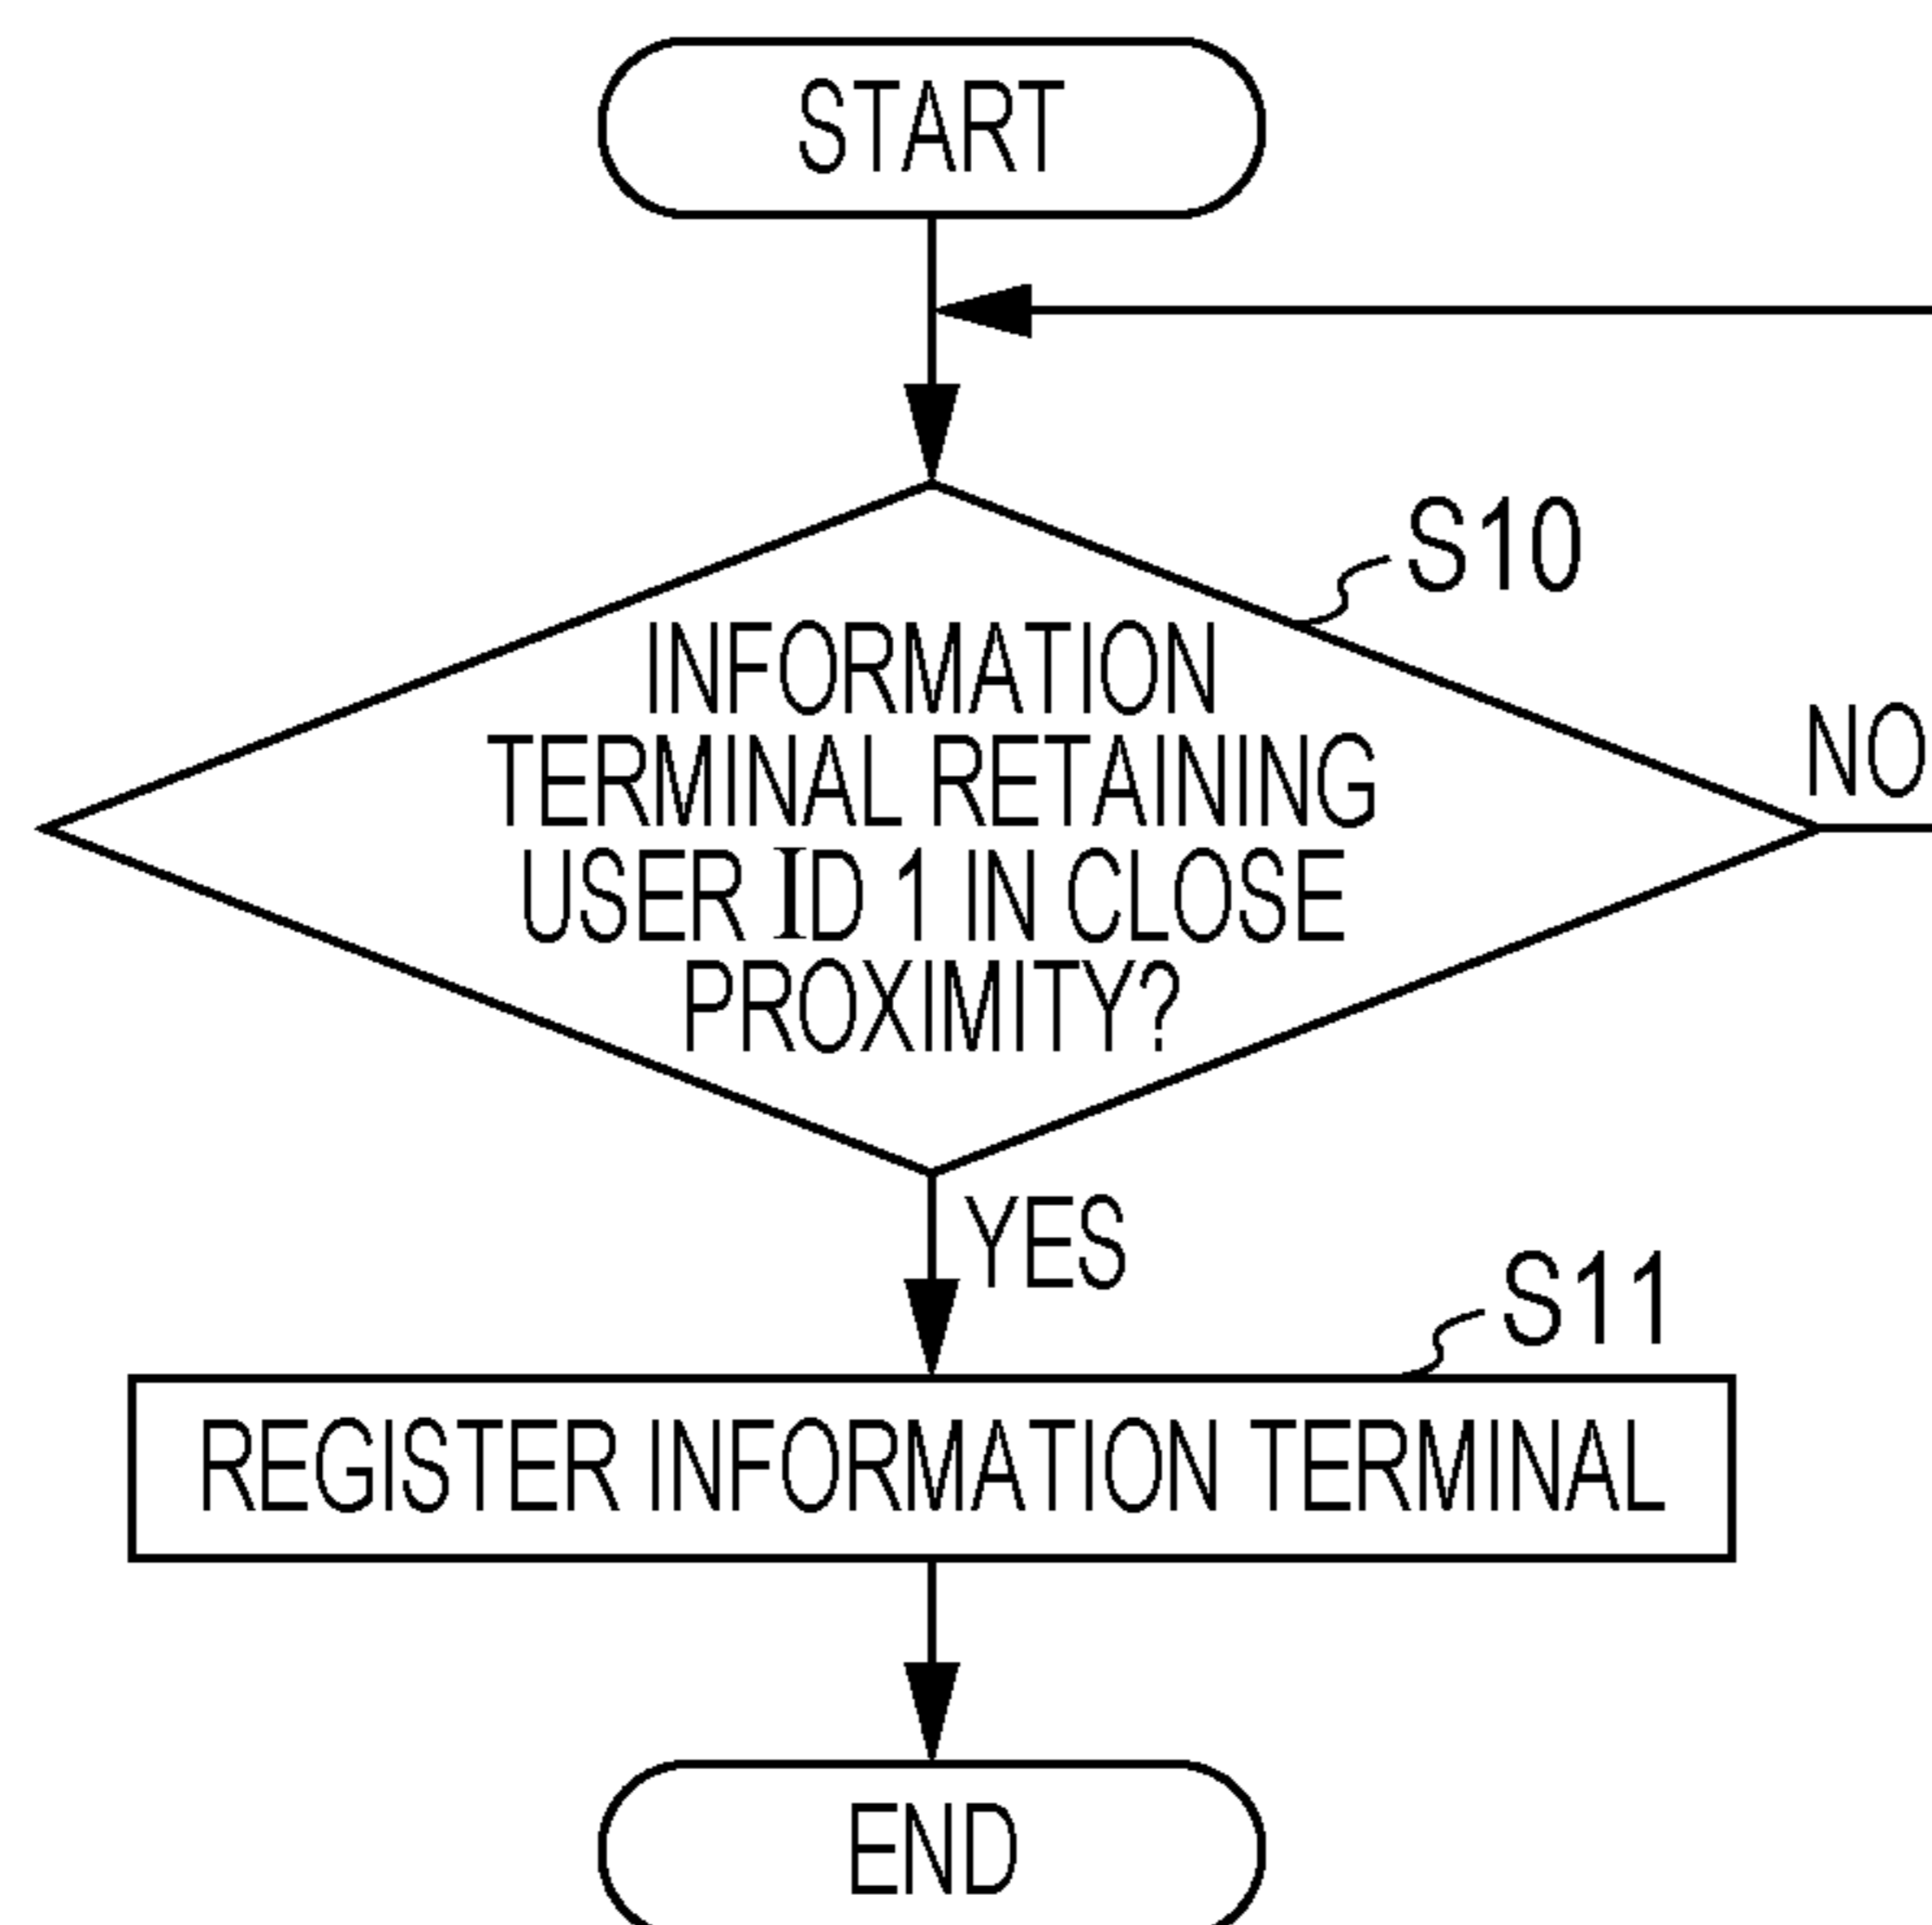 START
S10
INFORMATION
TERMINAL RETAINING
USER ID 1 IN CLOSE
PROXIMITY?
NO
YES
S11
REGISTER INFORMATION TERMINAL
END